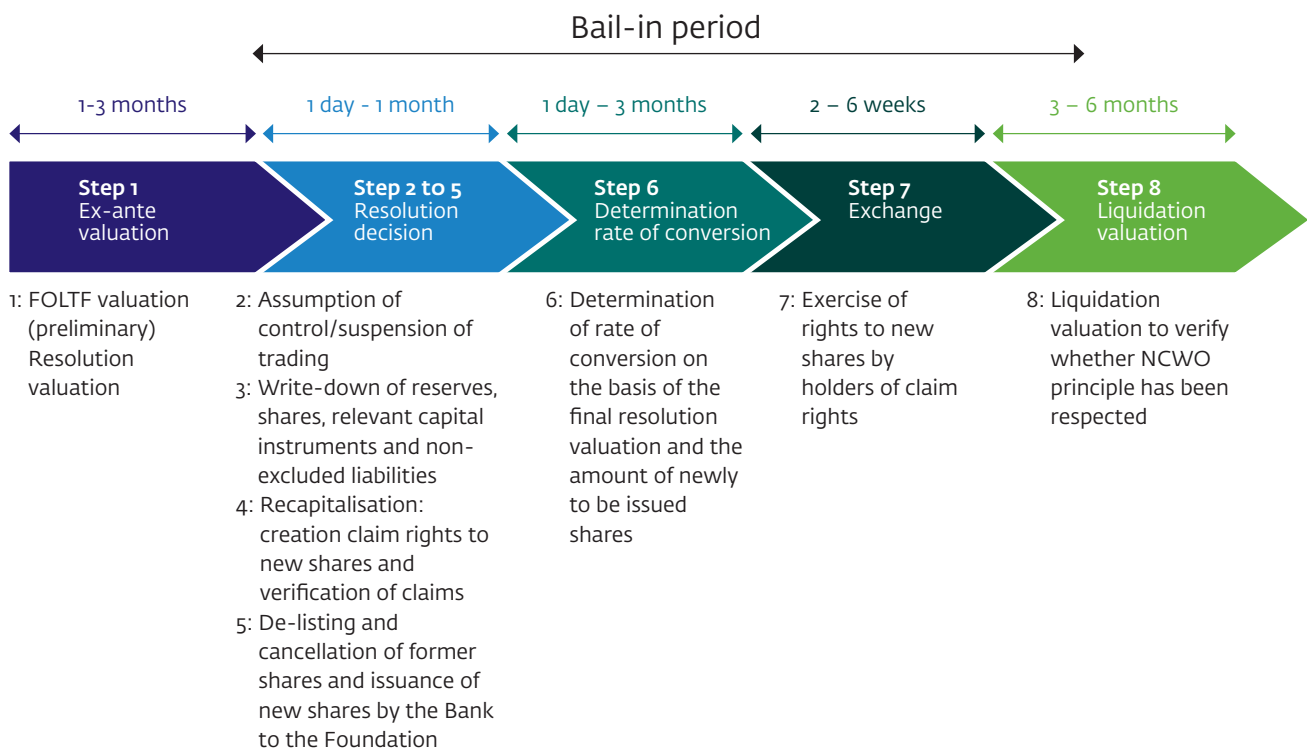 Bail-in period
1-3 months
1 day - 1 month
1 day – 3 months
2 – 6 weeks
3 – 6 months
Step 1
Ex-ante
valuation
Step 2 to 5
Resolution
decision
Step 6
Determination
rate of conversion
Step 7
Exchange
Step 8
Liquidation
valuation
1: FOLTF valuation
(preliminary)
Resolution
valuation
2: Assumption of
control/suspension of
trading
3: Write-down of reserves,
shares, relevant capital
instruments and non-
excluded liabilities
4: Recapitalisation:
creation claim rights to
new shares and
verification of claims
5: De-listing and
cancellation of former
shares and issuance of
new shares by the Bank
to the Foundation
6: Determination
of rate of
conversion on
the basis of the
final resolution
valuation and the
amount of newly
to be issued
shares
7: Exercise of
rights to new
shares by
holders of claim
rights
8: Liquidation
valuation to verify
whether NCWO
principle has been
respected